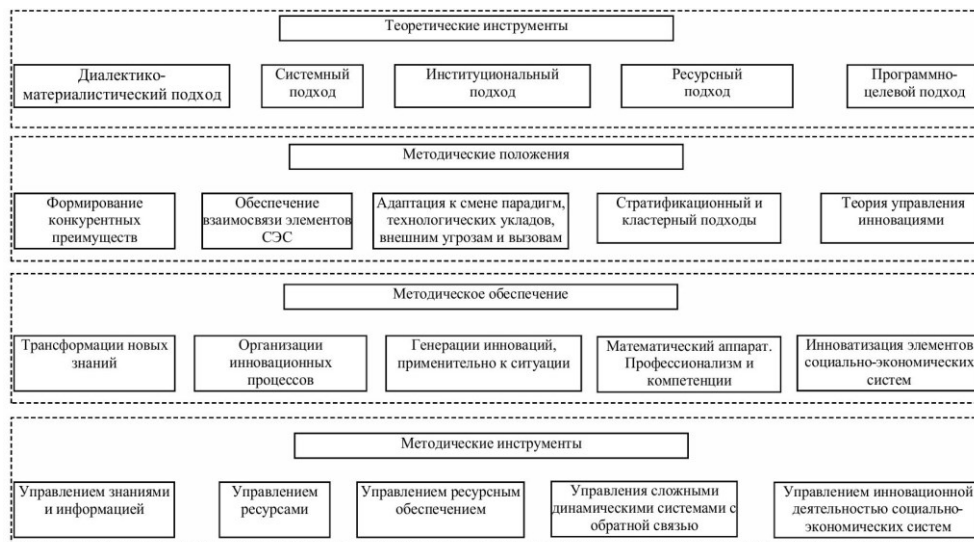 Теоретические инструменты
Диалектико-
материалистический подход
Системный
подход
Институциональный
подход
Ресурсный
подход
Программно-
целевой подход
Методические положения
Формирование
конкурентных
преимуществ
Обеспечение
взаимосвязи элементов
СЭС
Адаптация к смене парадигм,
технологических укладов,
внешним угрозам и вызовам
Стратификационный и
кластерный подходы
Теория управления
инновациями
Методическое обеспечение
Трансформации новых
знаний
Организации
инновационных
процессов
Генерации инноваций,
применительно к ситуации
Математический аппарат.
Профессионализм и
компетенции
Инноватизация элементов
социально-экономических
систем
Методические инструменты
Управлением знаниями
и информацией
Управлением
ресурсами
Управлением ресурсным
обеспечением
Управления сложными
динамическими системами с
обратной связью
Управлением инновационной
деятельностью социально-
экономических систем